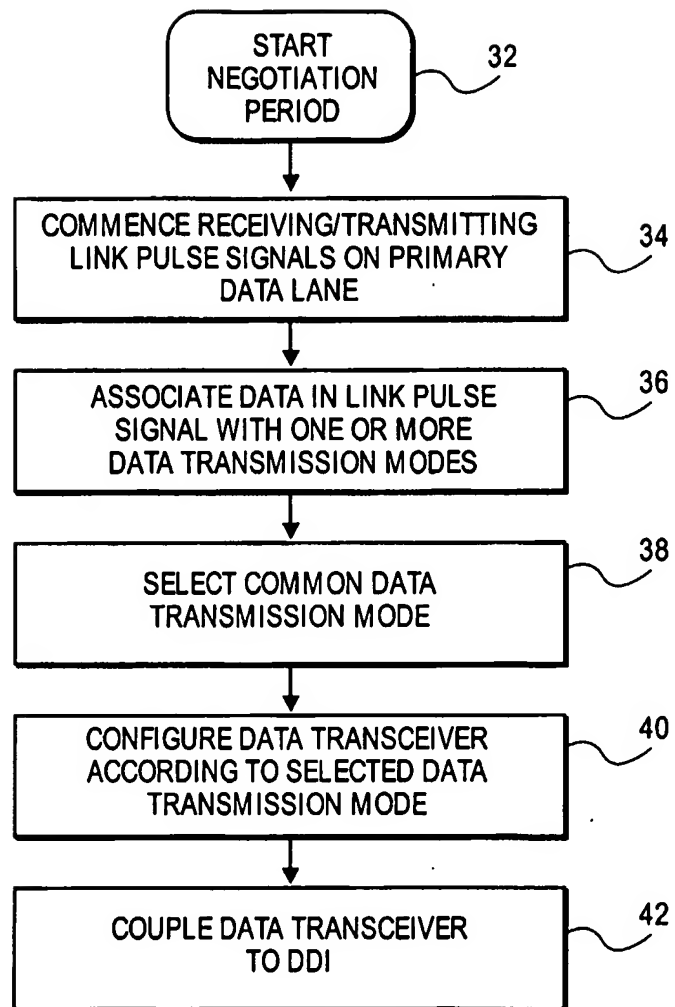 START
NEGOTIATION
PERIOD
32
COMMENCE RECEIVING/TRANSMITTING
LINK PULSE SIGNALS ON PRIMARY
DATA LANE
34
ASSOCIATE DATA IN LINK PULSE
SIGNAL WITH ONE OR MORE
DATA TRANSMISSION MODES
36
SELECT COMMON DATA
TRANSMISSION MODE
38
CONFIGURE DATA TRANSCEIVER
ACCORDING TO SELECTED DATA
TRANSMISSION MODE
40
COUPLE DATA TRANSCEIVER
TO DDI
42